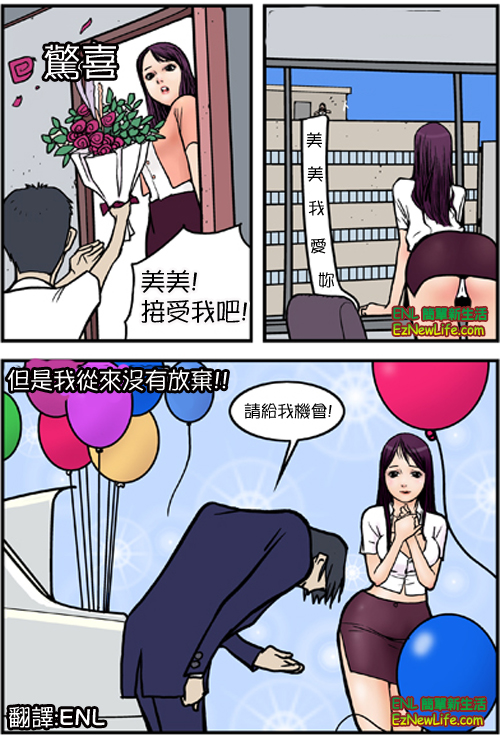 驚喜
美美!
接受我吧!
美美我愛妳
ENL 簡單新生活
EzNewLife.com
但是我從來沒有放棄!!
請給我機會!
翻譯:ENL
ENL 簡單新生活
EzNewLife.com